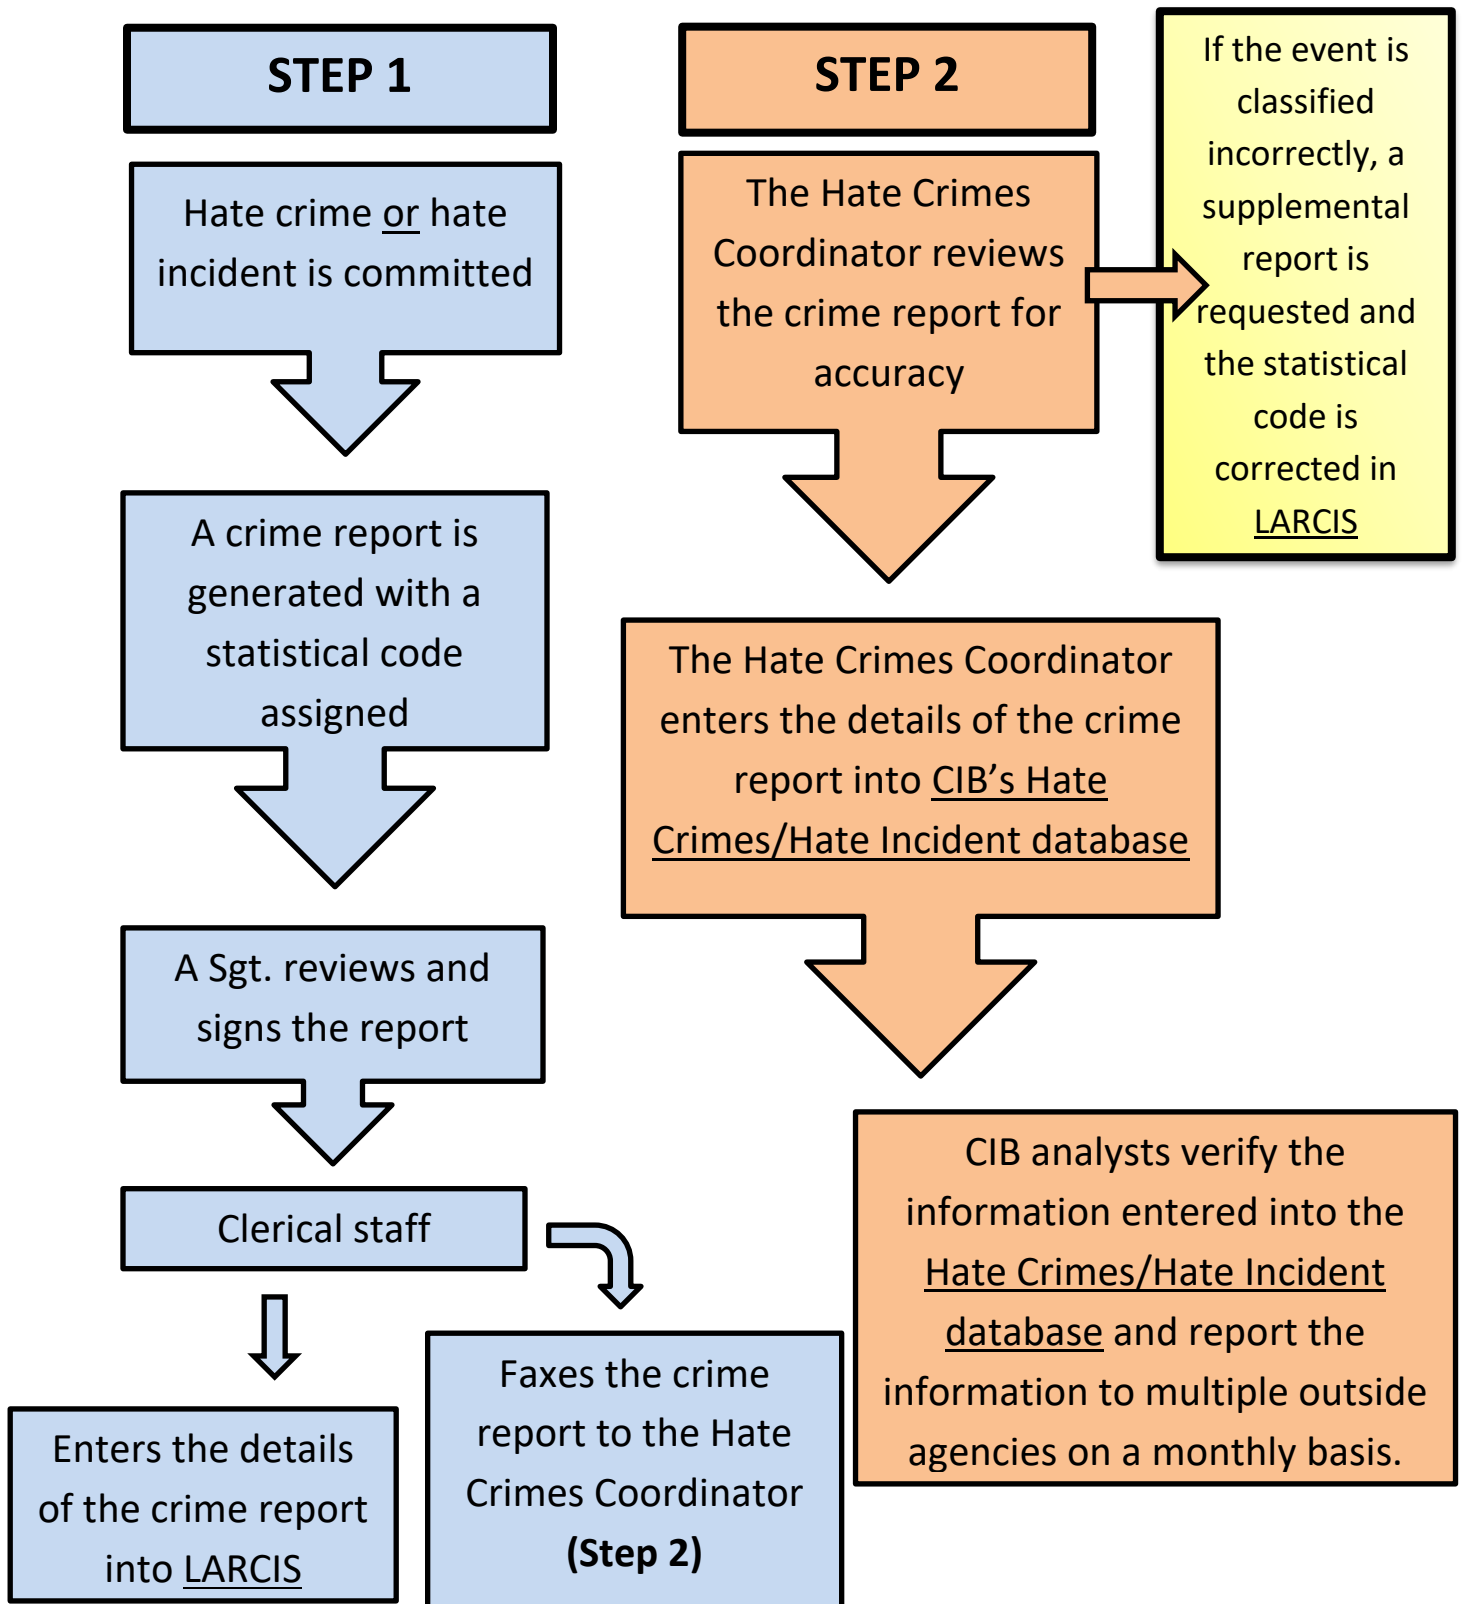 STEP 1
Hate crime or hate
incident is committed
A crime report is
generated with a
statistical code
assigned
A Sgt. reviews and
signs the report
Clerical staff
Enters the details
of the crime report
into LARCIS
Faxes the crime
report to the Hate
Crimes Coordinator
(Step 2)
STEP 2
The Hate Crimes
Coordinator reviews
the crime report for
accuracy
If the event is
classified
incorrectly, a
supplemental
report is
requested and
the statistical
code is
corrected in
LARCIS
The Hate Crimes Coordinator
enters the details of the crime
report into CIB’s Hate
Crimes/Hate Incident database
CIB analysts verify the
information entered into the
Hate Crimes/Hate Incident
database and report the
information to multiple outside
agencies on a monthly basis.